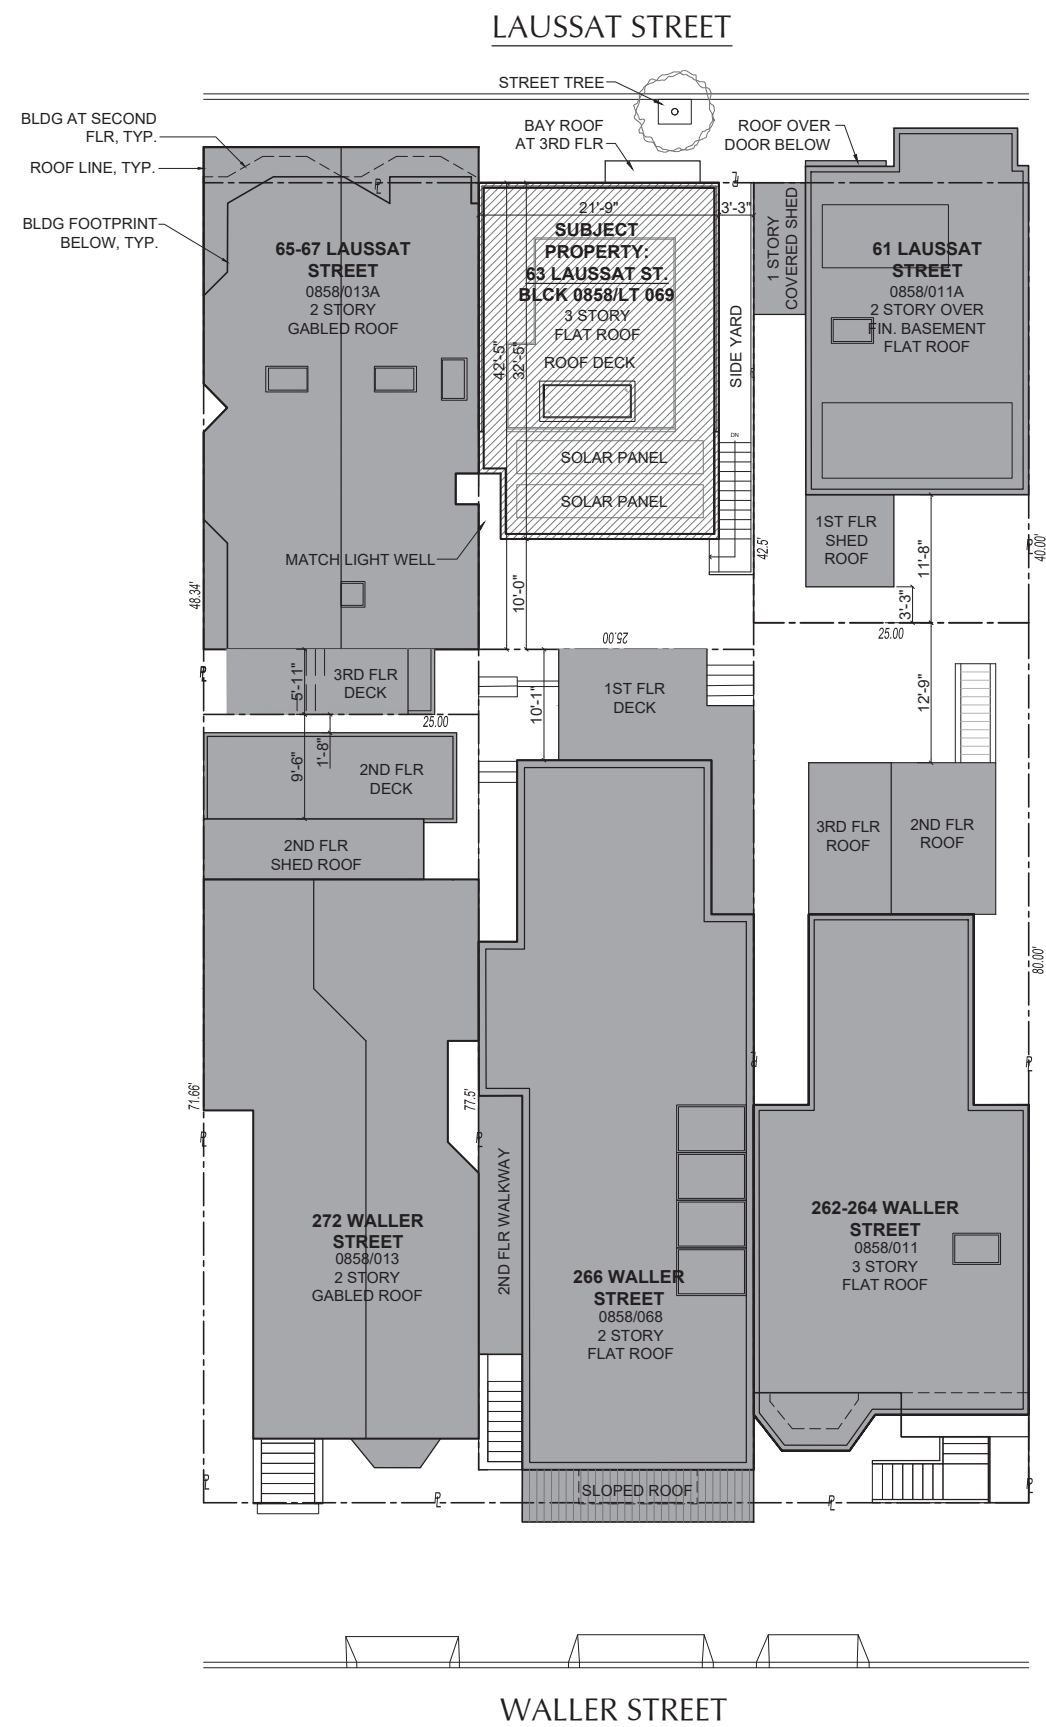 LAUSSAT STREET
STREET TREE
BLDG AT SECOND
FLR, TYP.
BAY ROOF
AT 3RD FLR
ROOF OVER
DOOR BELOW
ROOF LINE, TYP.
BLDG FOOTPRINT
BELOW, TYP.
65-67 LAUSSAT
STREET
0858/013A
2 STORY
GABLED ROOF
21'-9"
3'-3"
SUBJECT
PROPERTY:
63 LAUSSAT ST.
BLCK 0858/LT 069
3 STORY
FLAT ROOF
ROOF DECK
42'-5"
32'-5"
SOLAR PANEL
SOLAR PANEL
SIDE YARD
DN
1 STORY
COVERED SHED
61 LAUSSAT
STREET
0858/011A
2 STORY OVER
FIN. BASEMENT
FLAT ROOF
1ST FLR
SHED
ROOF
11'-8"
3'-3"
40.00'
42.5'
MATCH LIGHT WELL
48.34'
10'-0"
25.00
25.00
3RD FLR
DECK
5'-11"
25.00
10'-1"
1ST FLR
DECK
12'-9"
9'-6"
1'-8"
2ND FLR
DECK
2ND FLR
SHED ROOF
3RD FLR
ROOF
2ND FLR
ROOF
80.00'
71.66'
77.5'
2ND FLR WALKWAY
272 WALLER
STREET
0858/013
2 STORY
GABLED ROOF
266 WALLER
STREET
0858/068
2 STORY
FLAT ROOF
262-264 WALLER
STREET
0858/011
3 STORY
FLAT ROOF
SLOPED ROOF
WALLER STREET